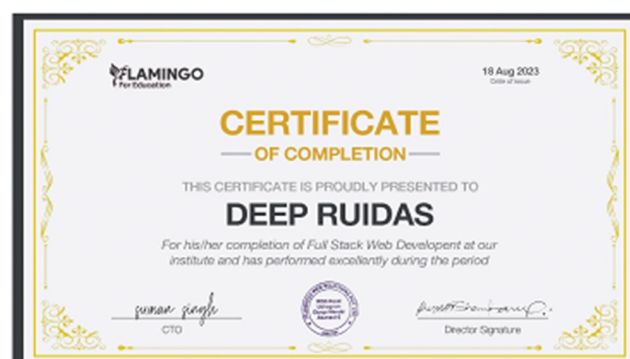 FLAMINGO
For Education
18 Aug 2023
Date of issue
CERTIFICATE
OF COMPLETION
THIS CERTIFICATE IS PROUDLY PRESENTED TO
DEEP RUIDAS
For his/her completion of Full Stack Web Developent at our
institute and has performed excellently during the period
suman singh
CTO
Director Signature